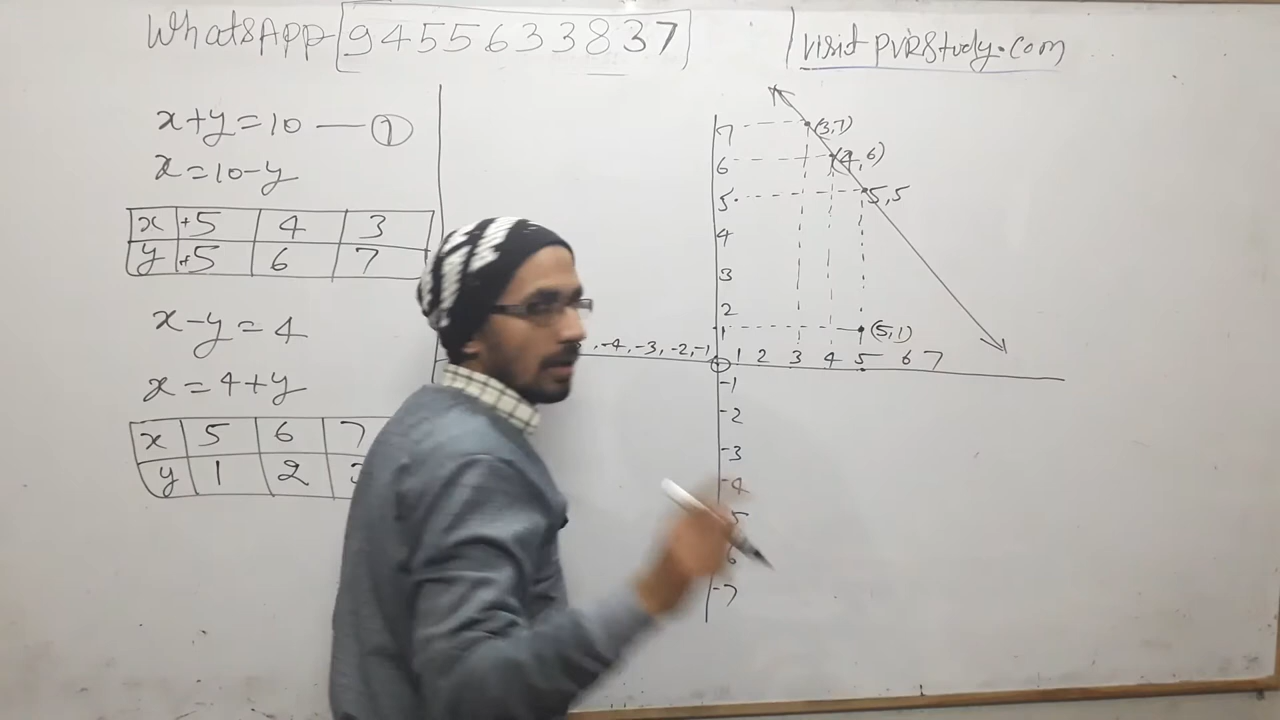 WhatsApp 9455633837
visit pvrstudy.com
x+y=10 — ①
x=10-y
x +5 4 3
y +5 6 7
x-y=4
x=4+y
x 5 6 7
y 1 2
7 (3,7)
6 (4,6)
5 5,5
4
3
2
1 (5,1)
-4, -3, -2, -1 1 2 3 4 5 6 7
-1
-2
-3
-4
5
6
-7